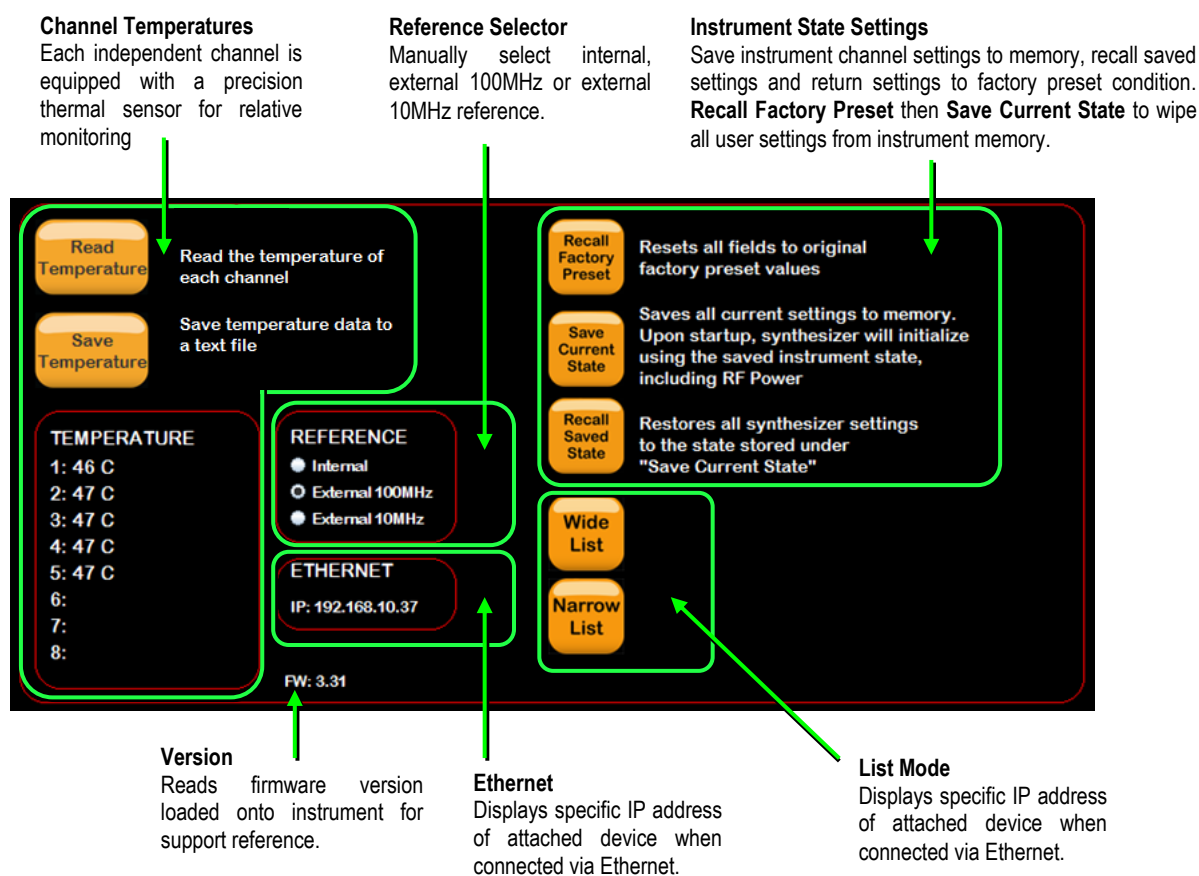 Channel Temperatures
Each independent channel is
equipped with a precision
thermal sensor for relative
monitoring
Reference Selector
Manually select internal,
external 100MHz or external
10MHz reference.
Instrument State Settings
Save instrument channel settings to memory, recall saved
settings and return settings to factory preset condition.
Recall Factory Preset then Save Current State to wipe
all user settings from instrument memory.
Read
Temperature
Read the temperature of
each channel
Save
Temperature
Save temperature data to
a text file
TEMPERATURE
1: 46 C
2: 47 C
3: 47 C
4: 47 C
5: 47 C
6:
7:
8:
REFERENCE
Internal
External 100MHz
External 10MHz
ETHERNET
IP: 192.168.10.37
FW: 3.31
Recall
Factory
Preset
Resets all fields to original
factory preset values
Save
Current
State
Saves all current settings to memory.
Upon startup, synthesizer will initialize
using the saved instrument state,
including RF Power
Recall
Saved
State
Restores all synthesizer settings
to the state stored under
"Save Current State"
Wide
List
Narrow
List
Version
Reads firmware version
loaded onto instrument for
support reference.
Ethernet
Displays specific IP address
of attached device when
connected via Ethernet.
List Mode
Displays specific IP address
of attached device when
connected via Ethernet.